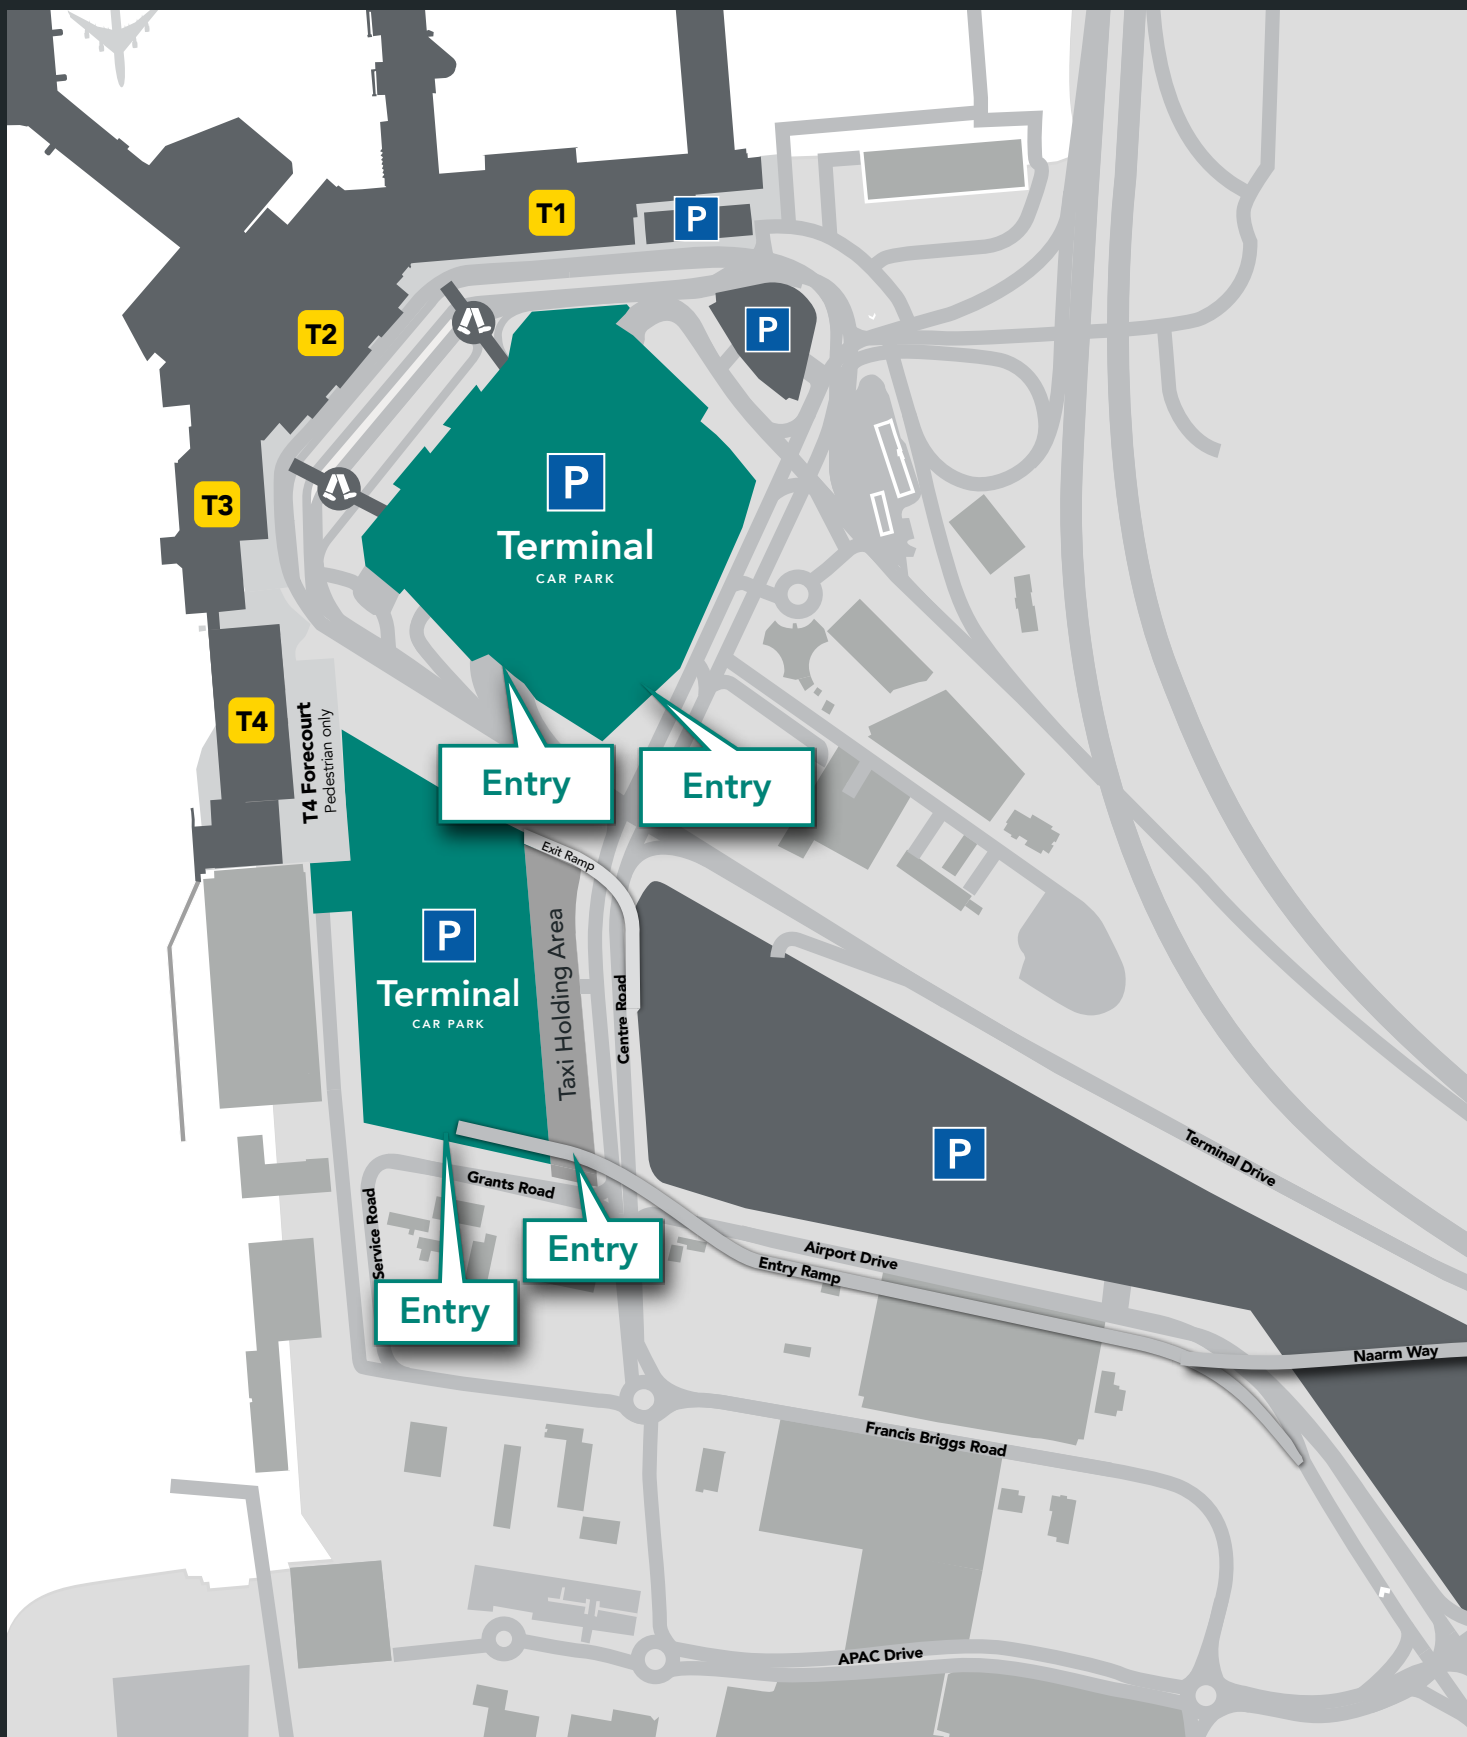 T1
P
T2
P
P
Terminal
CAR PARK
T3
T4
T4 Forecourt
Pedestrian only
Entry
Entry
Exit Ramp
P
Terminal
CAR PARK
Taxi Holding Area
Centre Road
P
Terminal Drive
Grants Road
Service Road
Entry
Airport Drive
Entry Ramp
Entry
Naarm Way
Francis Briggs Road
APAC Drive